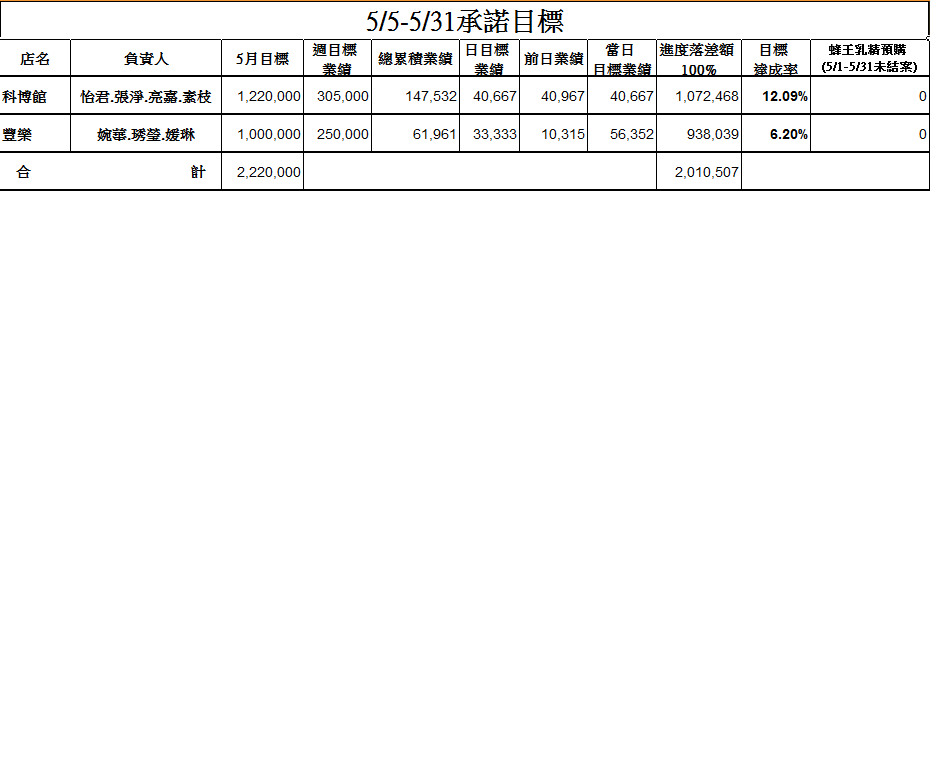 5/5-5/31承諾目標
店名 負責人 5月目標 週目標業績 總累積業績 日目標業績 前日業績 當日目標業績 進度落差額100% 目標達成率 蜂王乳精預購(5/1-5/31未結案)
科博館 怡君.張淨.亮嘉.素枝 1,220,000 305,000 147,532 40,667 40,967 40,667 1,072,468 12.09% 0
豐樂 婉華.琇瑩.媛琳 1,000,000 250,000 61,961 33,333 10,315 56,352 938,039 6.20% 0
合 計 2,220,000 2,010,507